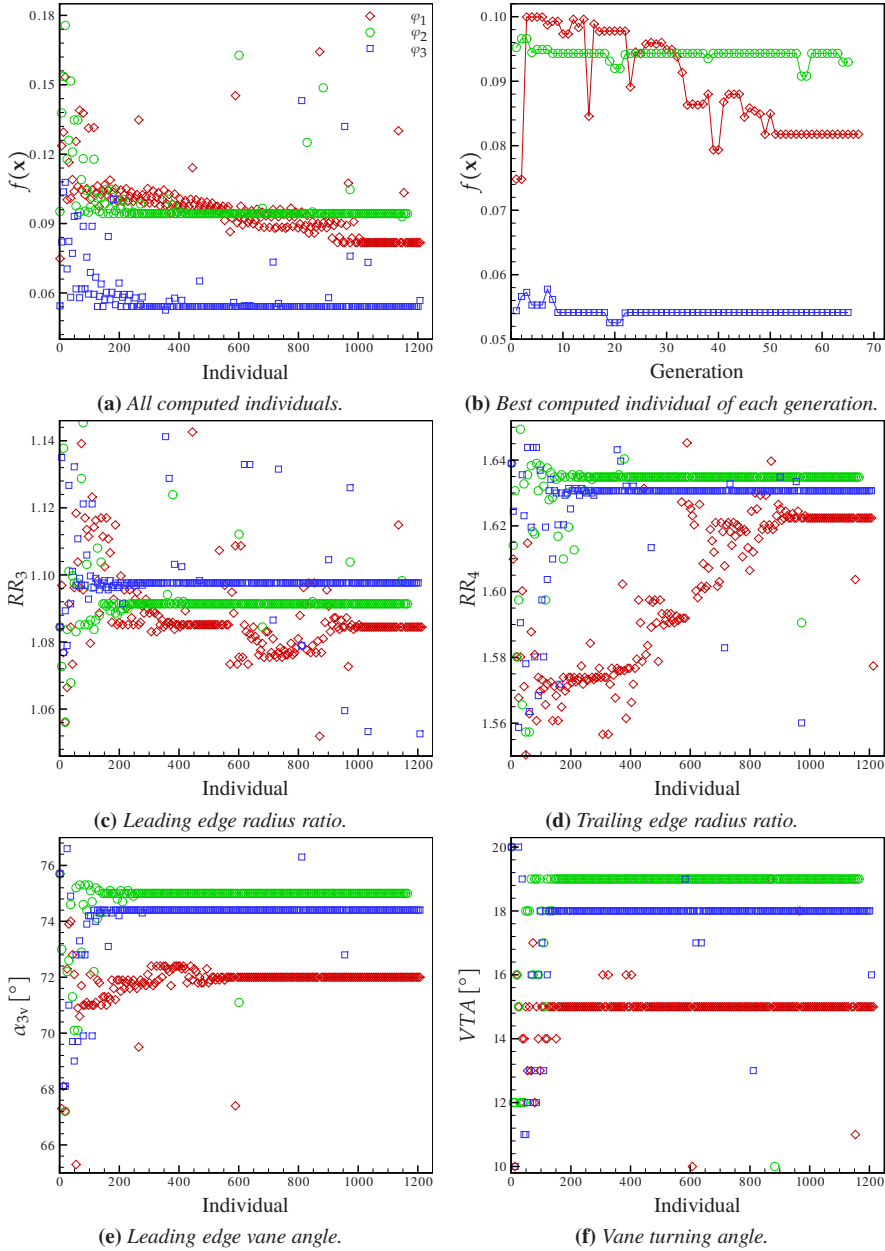 0.18
0.15
0.12
0.09
0.06
f(x)
φ1
φ2
φ3
0 200 400 600 800 1000 1200
Individual
(a) All computed individuals.
0.10
0.09
0.08
0.07
0.06
0.05
f(x)
0 10 20 30 40 50 60 70
Generation
(b) Best computed individual of each generation.
1.14
1.12
1.10
1.08
1.06
RR3
0 200 400 600 800 1000 1200
Individual
(c) Leading edge radius ratio.
1.64
1.62
1.60
1.58
1.56
RR4
0 200 400 600 800 1000 1200
Individual
(d) Trailing edge radius ratio.
76
74
72
70
68
66
α3v [°]
0 200 400 600 800 1000 1200
Individual
(e) Leading edge vane angle.
20
18
16
14
12
10
VTA [°]
0 200 400 600 800 1000 1200
Individual
(f) Vane turning angle.